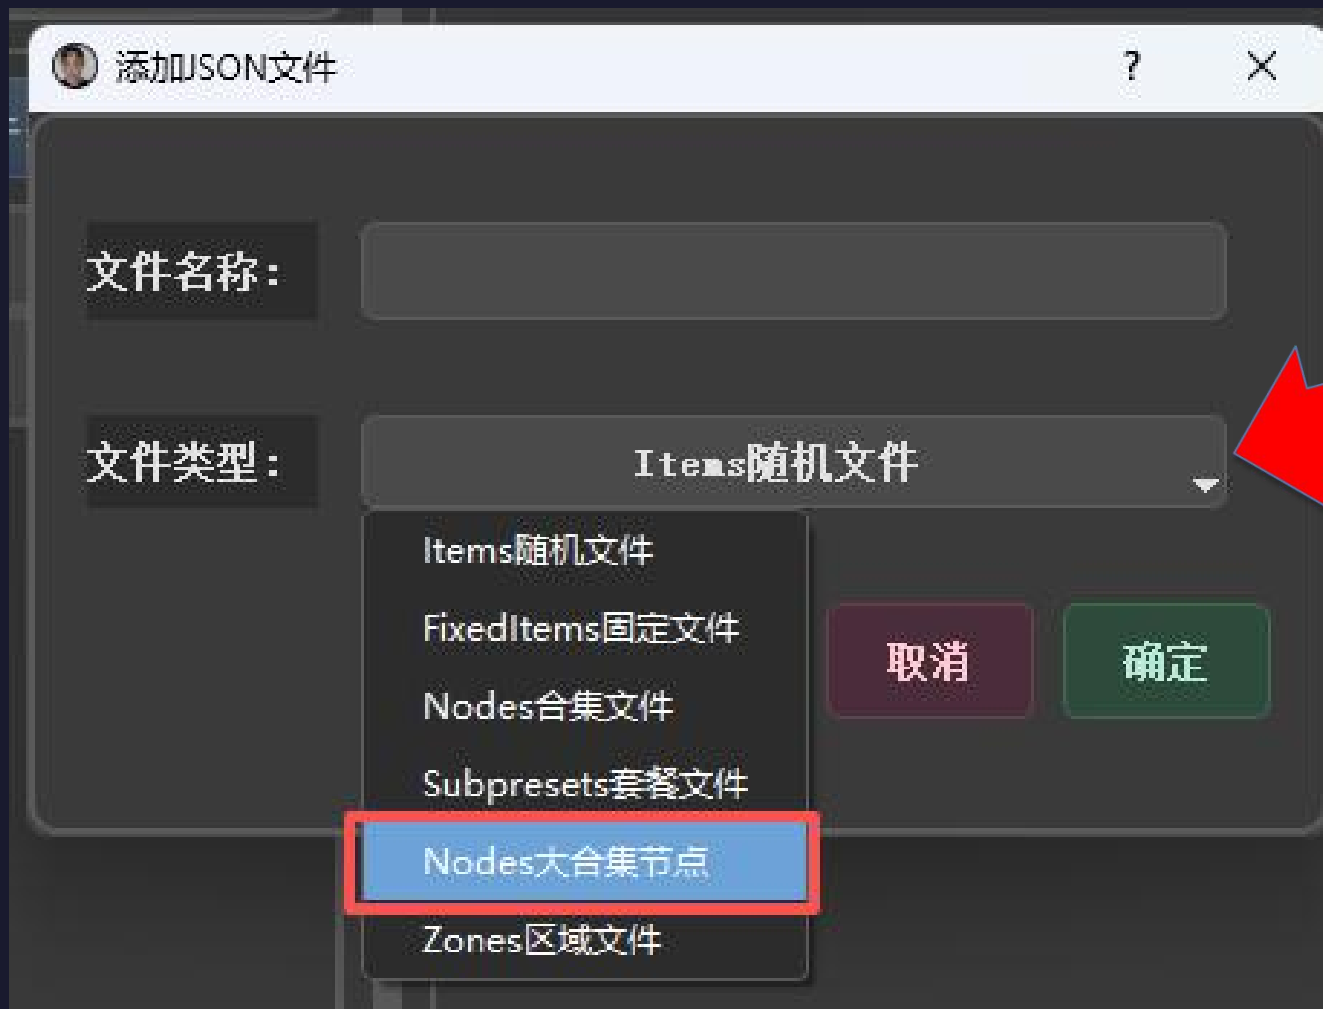 添加JSON文件
文件名称：
文件类型：
Items随机文件
Items随机文件
FixedItems固定文件
Nodes合集文件
Subpresets套餐文件
Nodes大合集节点
Zones区域文件
取消
确定